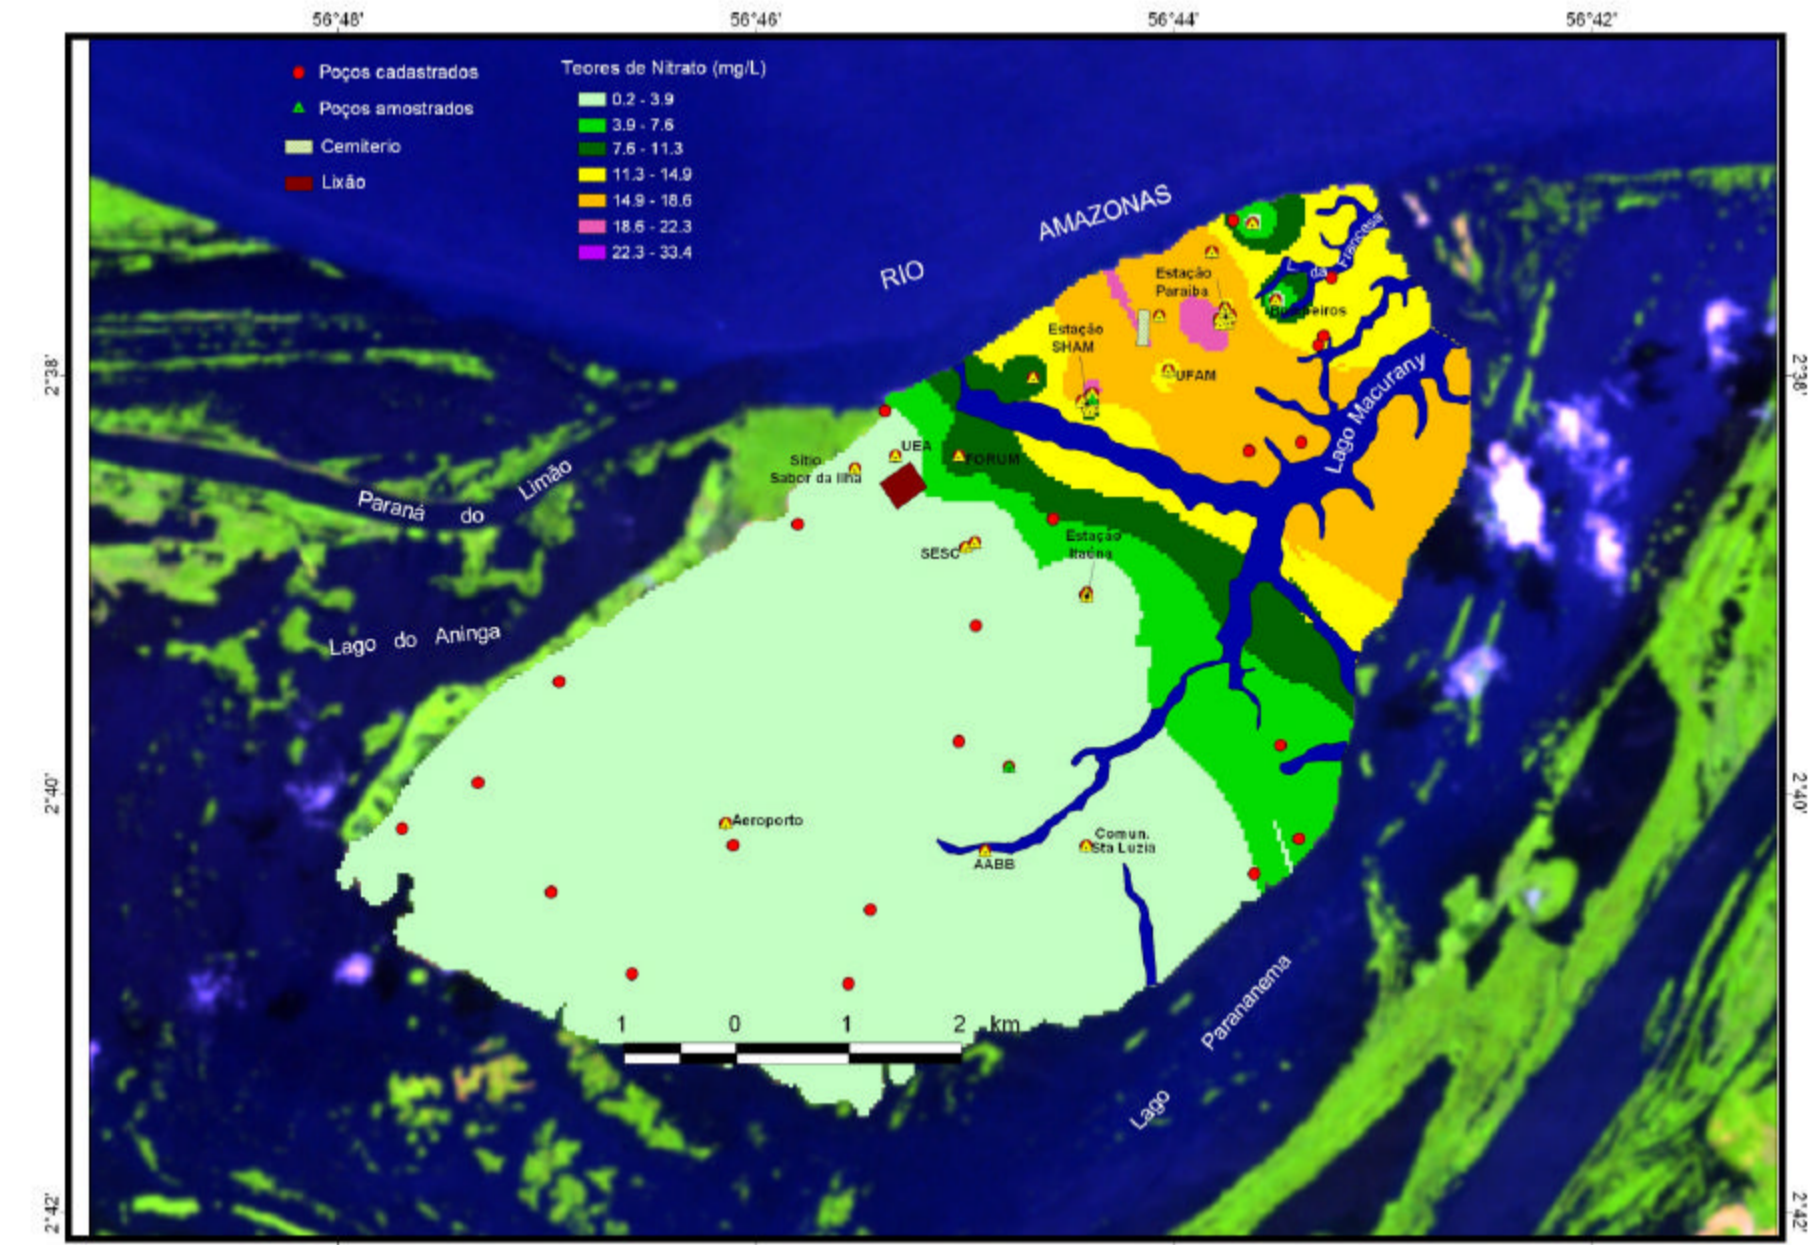 56°48' 56°46' 56°44' 56°42'
Poços cadastrados
Poços amostrados
Cemiterio
Lixão
Teores de Nitrato (mg/L)
0.2 - 3.9
3.9 - 7.6
7.6 - 11.3
11.3 - 14.9
14.9 - 18.6
18.6 - 22.3
22.3 - 33.4
RIO AMAZONAS
L. da Francesa
Estação
Paraiba
Estação
SHAM
UFAM
2°38' 2°38'
Lago Macurany
UEA
FORUM
Sitio
Sabor da Ilha
Paraná do Limão
SESC
Estação
Itaúna
Lago do Aninga
2°40' 2°40'
Aeroporto
Comun.
Sta Luzia
AABB
Lago Parananema
1 0 1 2 km
2°42' 2°42'